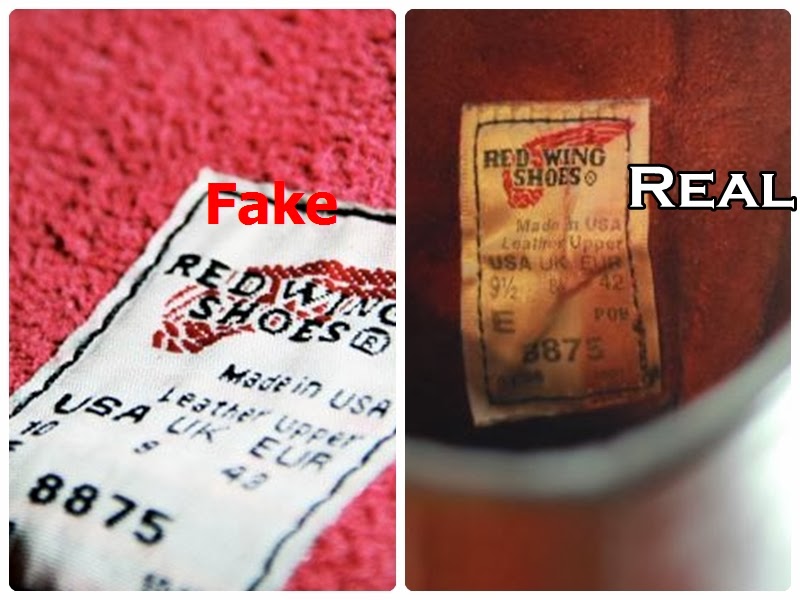 Fake
RED WING
SHOES ®
Made in USA
Leather Upper
USA UK EUR
10 9 43
8875
REAL
RED WING
SHOES
Made in USA
Leather Upper
USA UK EUR
9½ 42
E
8875